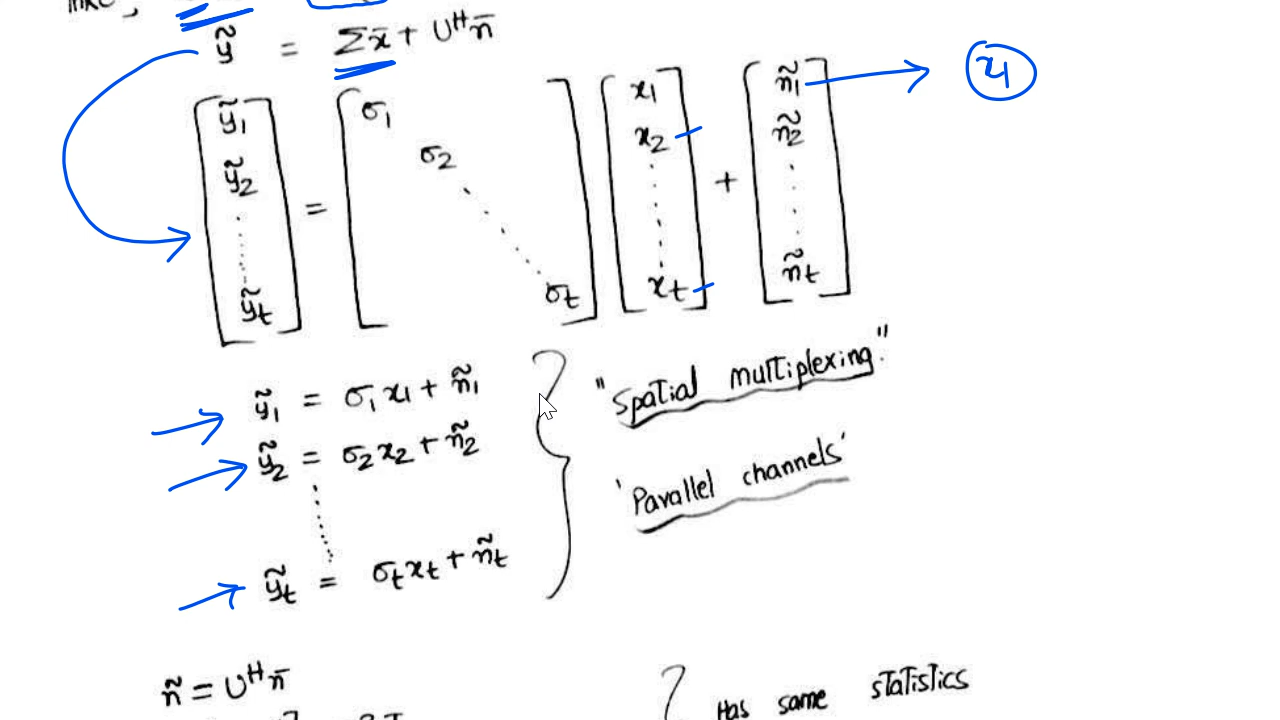 ỹ = Σx̄ + Uᴴn̄
x₁
[ỹ₁ ỹ₂ ⋮ ỹt] = [σ₁ σ₂ ⋱ σt] [x₁ x₂ ⋮ xt] + [ñ₁ ñ₂ ⋮ ñt]
ỹ₁ = σ₁x₁ + ñ₁
"Spatial multiplexing."
ỹ₂ = σ₂x₂ + ñ₂
'Parallel channels'
ỹt = σtxt + ñt
ñ = Uᴴn̄
Has same statistics